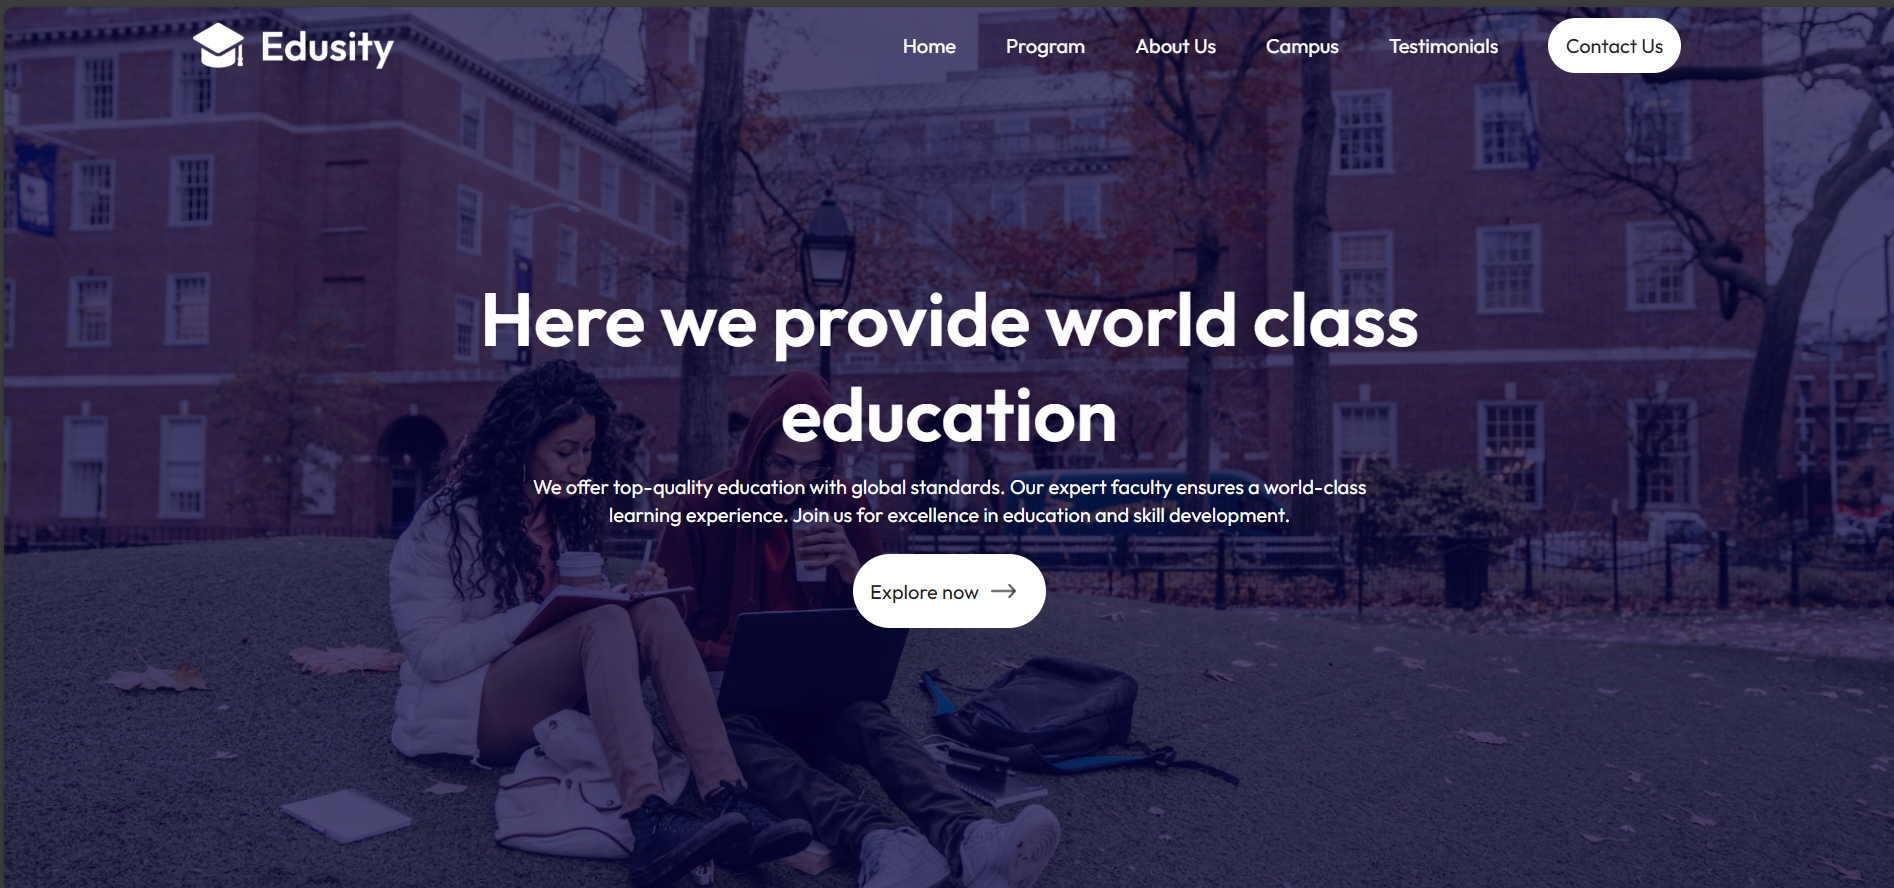 Edusity
Home
Program
About Us
Campus
Testimonials
Contact Us
Here we provide world class
education
We offer top-quality education with global standards. Our expert faculty ensures a world-class
learning experience. Join us for excellence in education and skill development.
Explore now